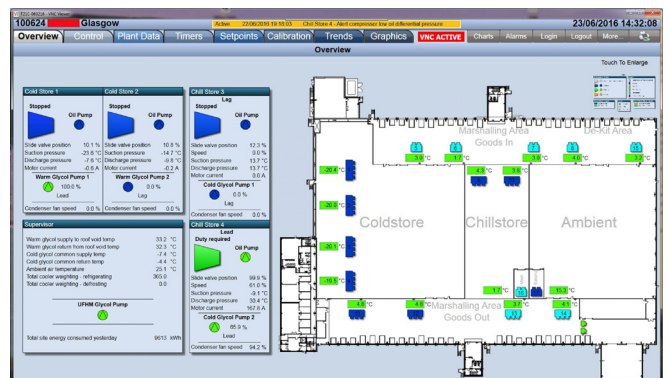 100624 Glasgow Active 22/06/2016 19:18:03 Chill Store 4 - Alert compressor low oil differential pressure 23/06/2016 14:32:08
Overview Control Plant Data Timers Setpoints Calibration Trends Graphics VNC ACTIVE Charts Alarms Login Logout More...
Overview
Touch To Enlarge
Cold Store 1
Stopped
Oil Pump
Slide valve position 10.1 %
Suction pressure -23.6 °C
Discharge pressure -7.6 °C
Motor current -0.6 A
Warm Glycol Pump 1
100.0 %
Lead
Condenser fan speed 0.0 %
Cold Store 2
Stopped
Oil Pump
Slide valve position 10.8 %
Suction pressure -14.7 °C
Discharge pressure -9.8 °C
Motor current -0.2 A
Warm Glycol Pump 2
0.0 %
Lag
Condenser fan speed 0.0 %
Chill Store 3
Lag
Stopped
Oil Pump
Slide valve position 12.3 %
Speed 0.0 %
Suction pressure 13.7 °C
Discharge pressure 13.7 °C
Motor current 0.0 A
Cold Glycol Pump 1
0.0 %
Lag
Condenser fan speed 0.0 %
Supervisor
Warm glycol supply to roof void temp 33.2 °C
Warm glycol return from roof void temp 32.3 °C
Cold glycol common supply temp -7.4 °C
Cold glycol common return temp -4.4 °C
Ambient air temperature 25.1 °C
Total cooler weighting - refrigerating 365.0
Total cooler weighting - defrosting 0.0
UFHM Glycol Pump
Total site energy consumed yesterday 9613 kWh
Chill Store 4
Lead
Duty required
Oil Pump
Slide valve position 99.9 %
Speed 61.0 %
Suction pressure -9.1 °C
Discharge pressure 33.4 °C
Motor current 167.8 A
Cold Glycol Pump 2
65.9 %
Lead
Condenser fan speed 94.2 %
Marshalling Area
Goods In
De-Kit Area
3.9 °C
1.7 °C
3.9 °C
4.0 °C
3.2 °C
4.9 °C
3.8 °C
-20.4 °C
-20.9 °C
-20.1 °C
-19.5 °C
Coldstore
Chillstore
Ambient
1.7 °C
15.3 °C
4.8 °C
4.8 °C
3.7 °C
4.1 °C
Marshalling Area
Goods Out